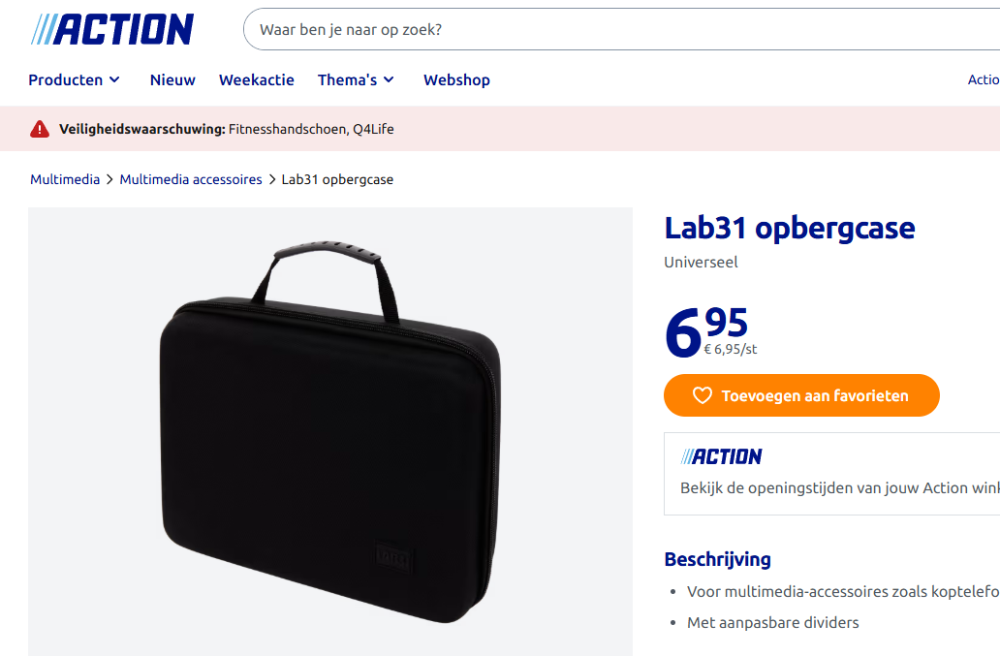 ACTION
Waar ben je naar op zoek?
Producten
Nieuw
Weekactie
Thema's
Webshop
Actio
Veiligheidswaarschuwing: Fitnesshandschoen, Q4Life
Multimedia > Multimedia accessoires > Lab31 opbergcase
Lab31 opbergcase
Universeel
6 95
€ 6,95/st
Toevoegen aan favorieten
ACTION
Bekijk de openingstijden van jouw Action wink
Beschrijving
• Voor multimedia-accessoires zoals koptelefo
• Met aanpasbare dividers